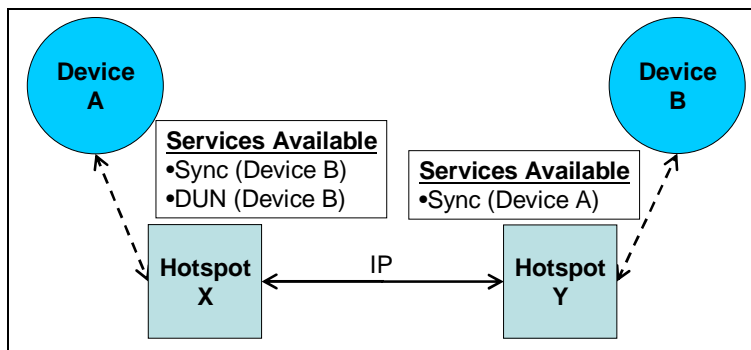 Device
A
Device
B
Services Available
•Sync (Device B)
•DUN (Device B)
Services Available
•Sync (Device A)
Hotspot
X
IP
Hotspot
Y